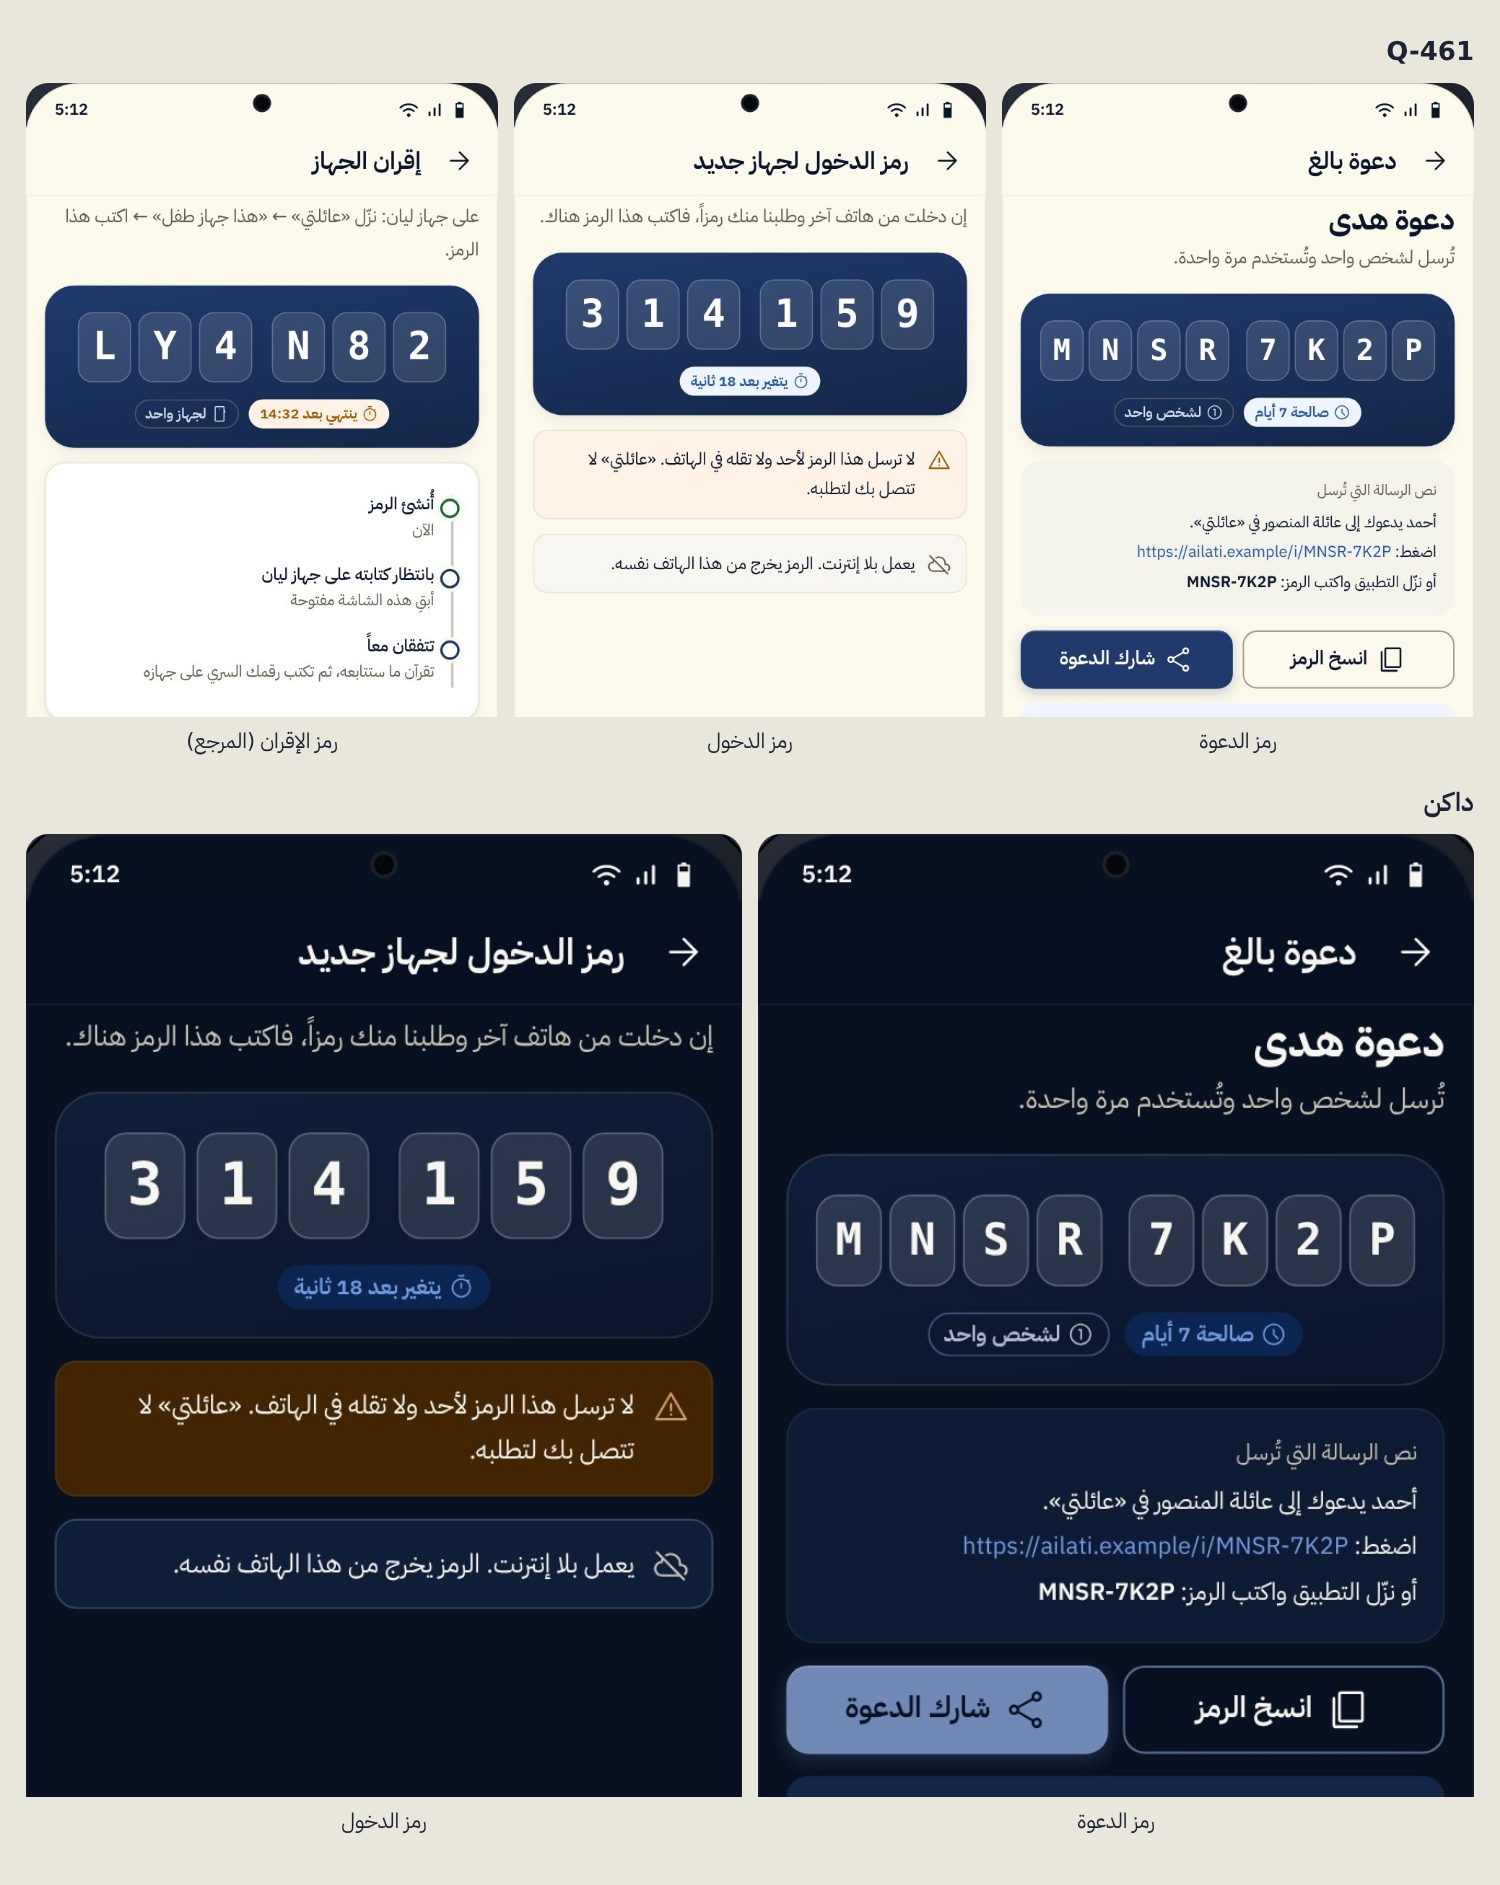 Q-461
5:12
دعوة بالغ
دعوة هدى
تُرسل لشخص واحد وتُستخدم مرة واحدة.
M N S R 7 K 2 P
صالحة 7 أيام
لشخص واحد
نص الرسالة التي تُرسل
أحمد يدعوك إلى عائلة المنصور في «عائلتي».
اضغط: https://ailati.example/i/MNSR-7K2P
أو نزّل التطبيق واكتب الرمز: MNSR-7K2P
انسخ الرمز
شارك الدعوة
رمز الدعوة
5:12
رمز الدخول لجهاز جديد
إن دخلت من هاتف آخر وطلبنا منك رمزاً، فاكتب هذا الرمز هناك.
3 1 4 1 5 9
يتغير بعد 18 ثانية
لا ترسل هذا الرمز لأحد ولا تقله في الهاتف. «عائلتي» لا
تتصل بك لتطلبه.
يعمل بلا إنترنت. الرمز يخرج من هذا الهاتف نفسه.
رمز الدخول
5:12
إقران الجهاز
على جهاز ليان: نزّل «عائلتي» ← «هذا جهاز طفل» ← اكتب هذا
الرمز.
L Y 4 N 8 2
ينتهي بعد 14:32
لجهاز واحد
أُنشئ الرمز
الآن
بانتظار كتابته على جهاز ليان
أبقِ هذه الشاشة مفتوحة
تتفقان معاً
تقرآن ما ستتابعه، ثم تكتب رقمك السري على جهازه
رمز الإقران (المرجع)
داكن
5:12
دعوة بالغ
دعوة هدى
تُرسل لشخص واحد وتُستخدم مرة واحدة.
M N S R 7 K 2 P
صالحة 7 أيام
لشخص واحد
نص الرسالة التي تُرسل
أحمد يدعوك إلى عائلة المنصور في «عائلتي».
اضغط: https://ailati.example/i/MNSR-7K2P
أو نزّل التطبيق واكتب الرمز: MNSR-7K2P
انسخ الرمز
شارك الدعوة
رمز الدعوة
5:12
رمز الدخول لجهاز جديد
إن دخلت من هاتف آخر وطلبنا منك رمزاً، فاكتب هذا الرمز هناك.
3 1 4 1 5 9
يتغير بعد 18 ثانية
لا ترسل هذا الرمز لأحد ولا تقله في الهاتف. «عائلتي» لا
تتصل بك لتطلبه.
يعمل بلا إنترنت. الرمز يخرج من هذا الهاتف نفسه.
رمز الدخول